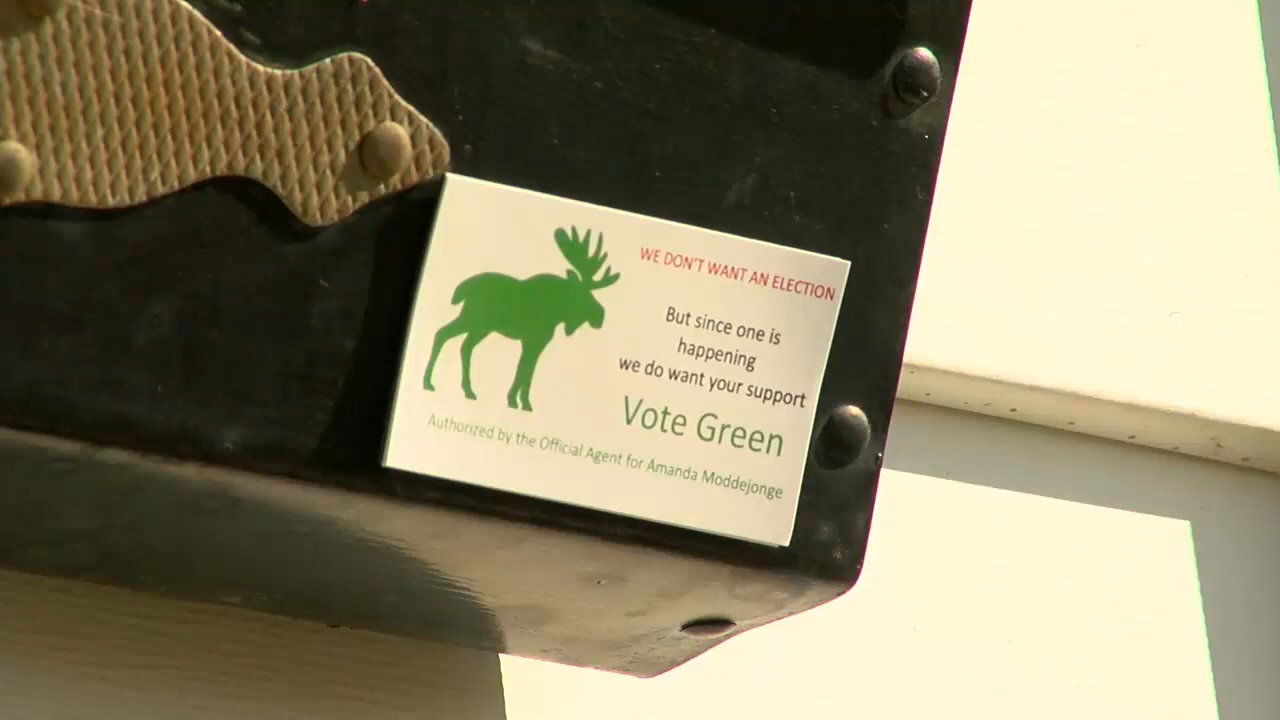 WE DON'T WANT AN ELECTION
But since one is
happening
we do want your support
Vote Green
Authorized by the Official Agent for Amanda Moddejonge